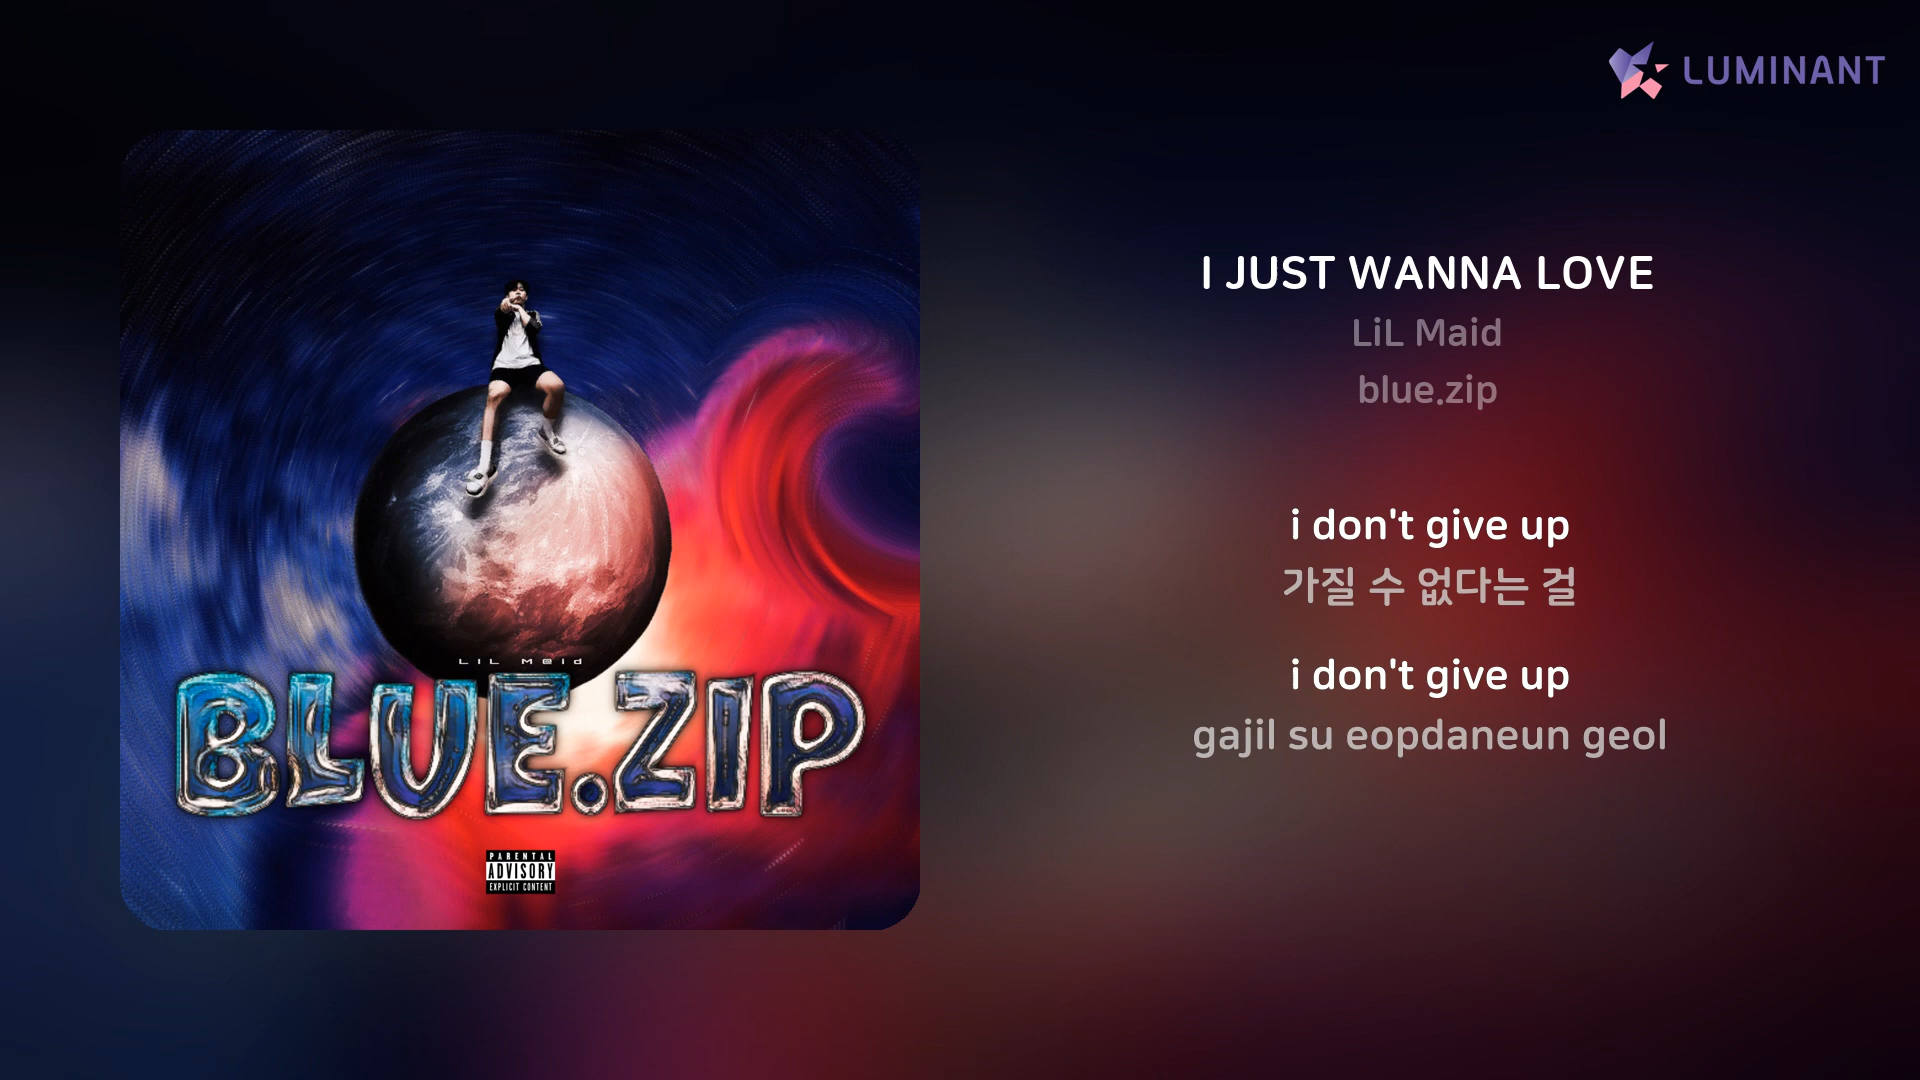 LUMINANT
I JUST WANNA LOVE
LiL Maid
blue.zip
i don't give up
가질 수 없다는 걸
i don't give up
gajil su eopdaneun geol
LIL M@id
BLUE.ZIP
PARENTAL
ADVISORY
EXPLICIT CONTENT